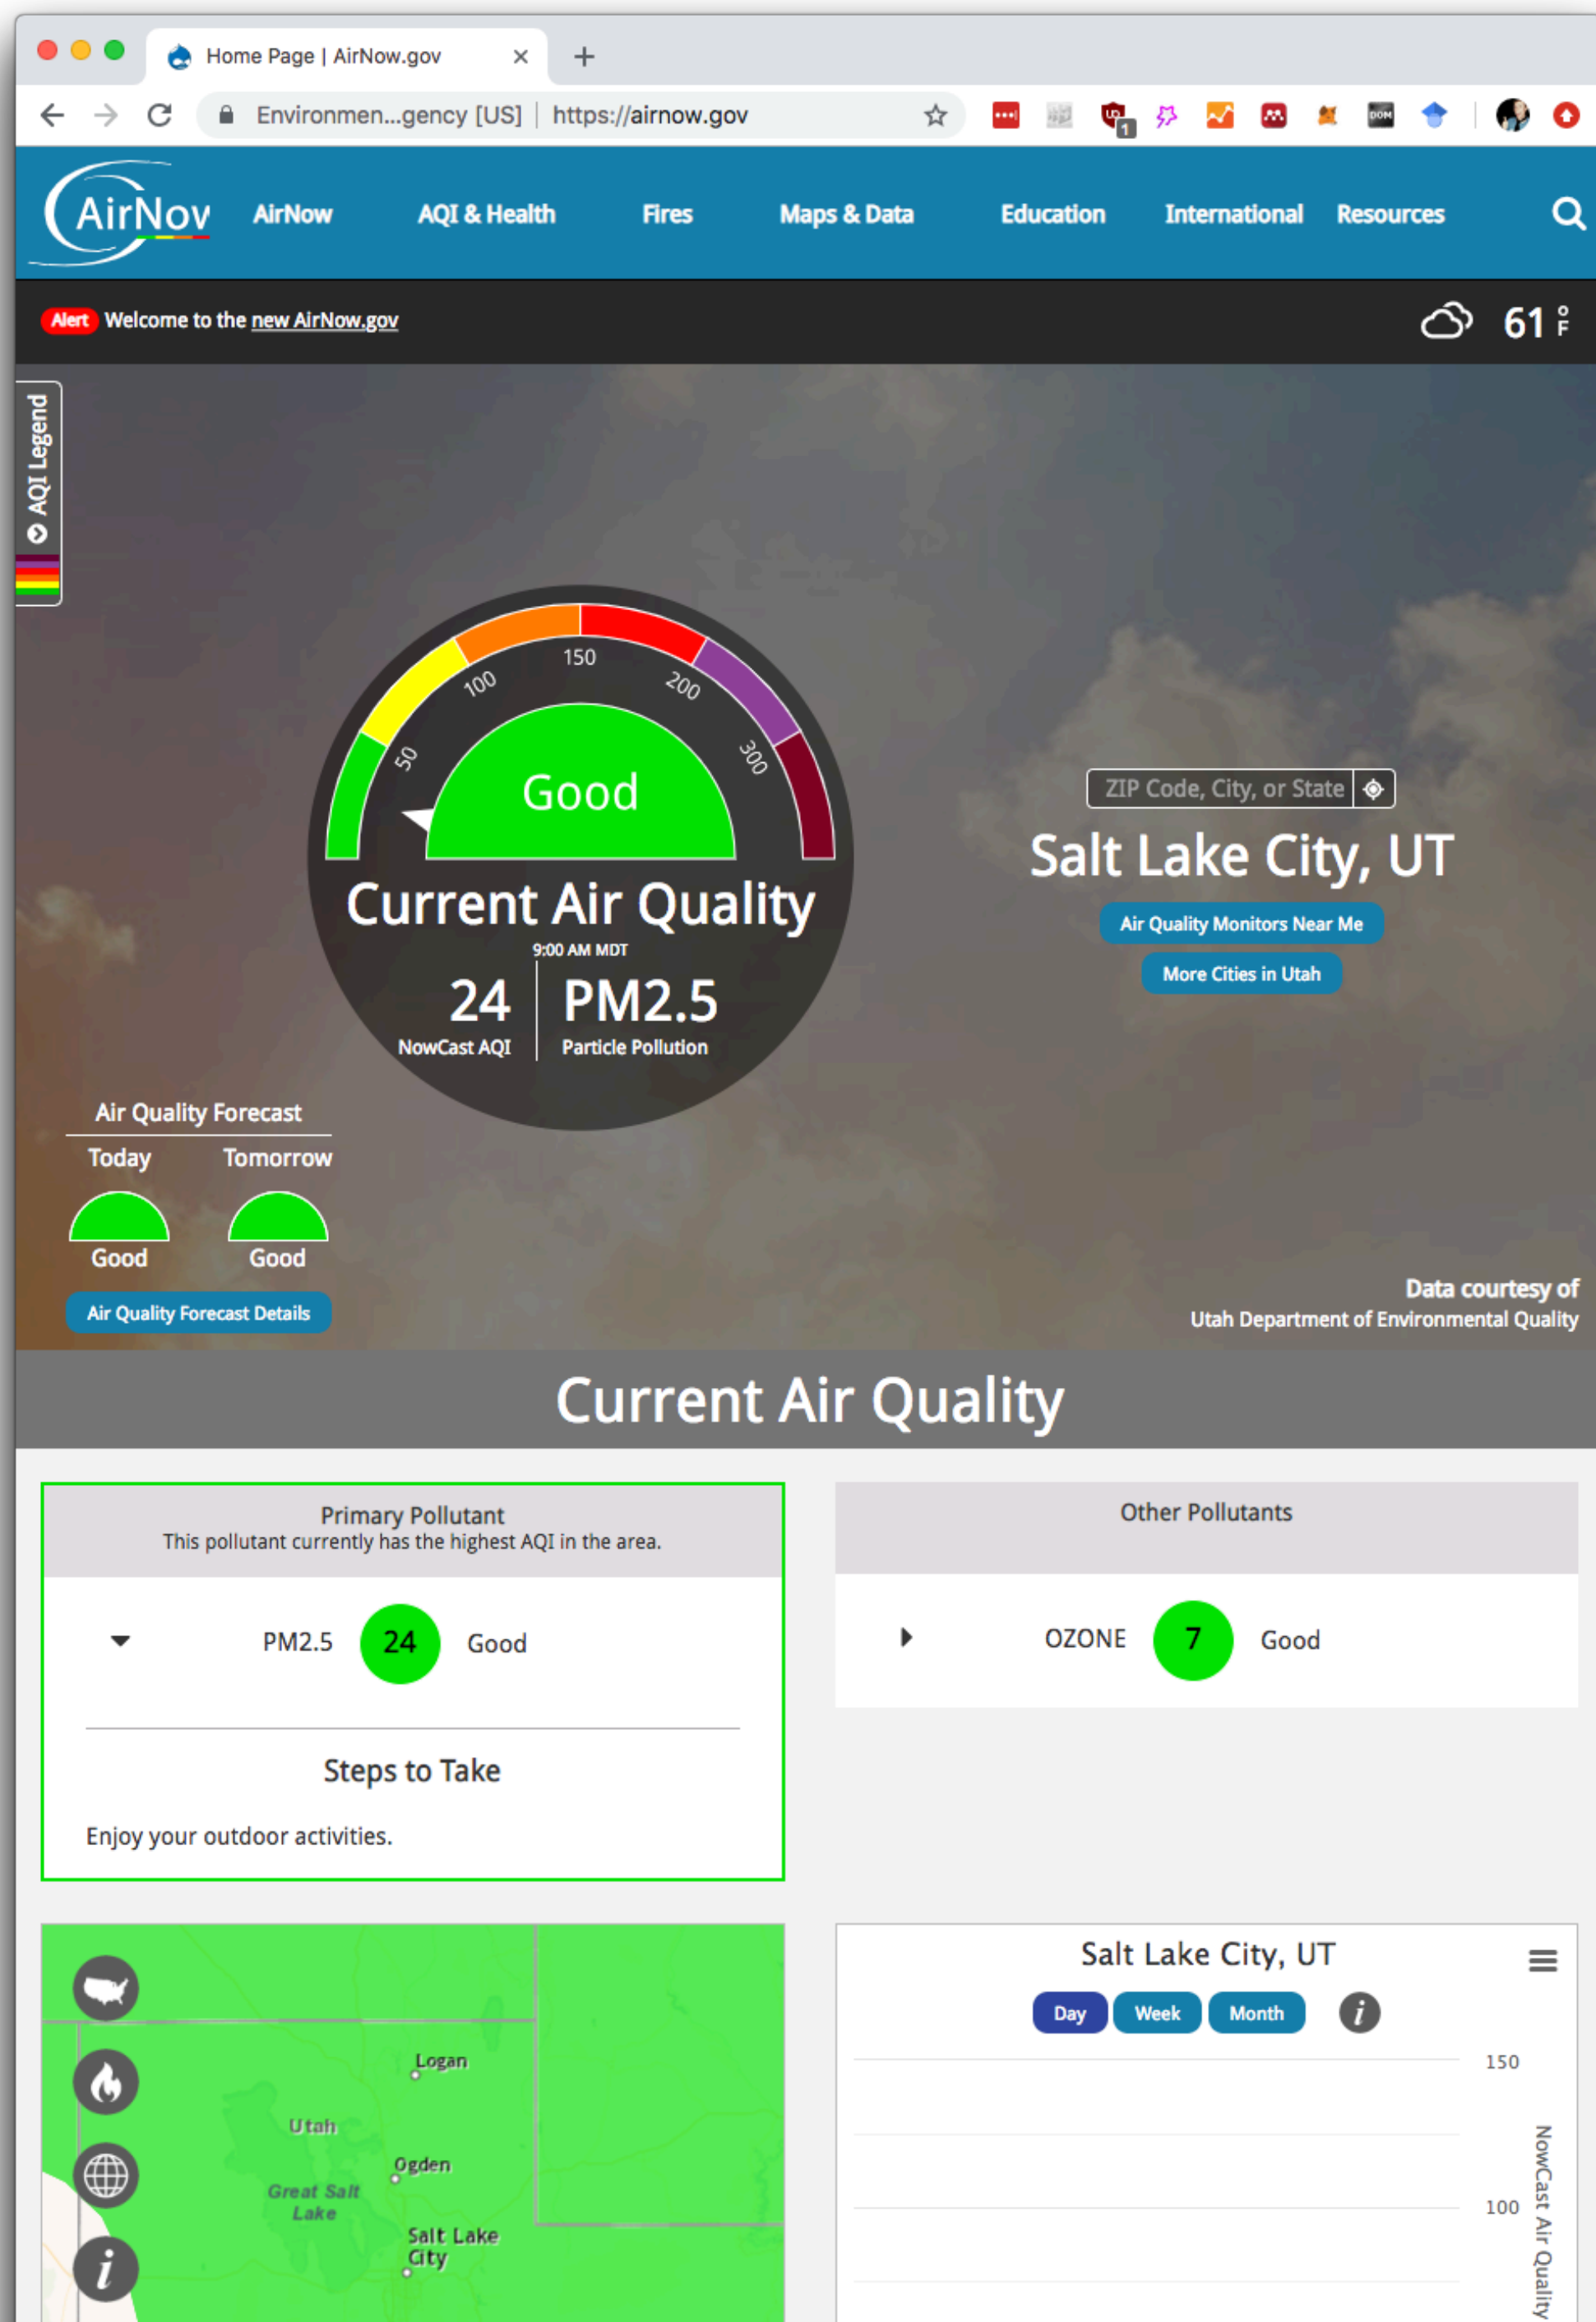 Home Page | AirNow.gov
Environmen...gency [US] | https://airnow.gov
1
DOM
AirNov
AirNow
AQI & Health
Fires
Maps & Data
Education
International
Resources
Alert Welcome to the new AirNow.gov
61 °F
AQI Legend
50
100
150
200
300
Good
Current Air Quality
9:00 AM MDT
24
NowCast AQI
PM2.5
Particle Pollution
ZIP Code, City, or State
Salt Lake City, UT
Air Quality Monitors Near Me
More Cities in Utah
Air Quality Forecast
Today Tomorrow
Good Good
Air Quality Forecast Details
Data courtesy of
Utah Department of Environmental Quality
Current Air Quality
Primary Pollutant
This pollutant currently has the highest AQI in the area.
PM2.5 24 Good
Steps to Take
Enjoy your outdoor activities.
Other Pollutants
OZONE 7 Good
Logan
Utah
Ogden
Great Salt
Lake
Salt Lake
City
i
Salt Lake City, UT
Day Week Month i
150
100
NowCast Air Quality